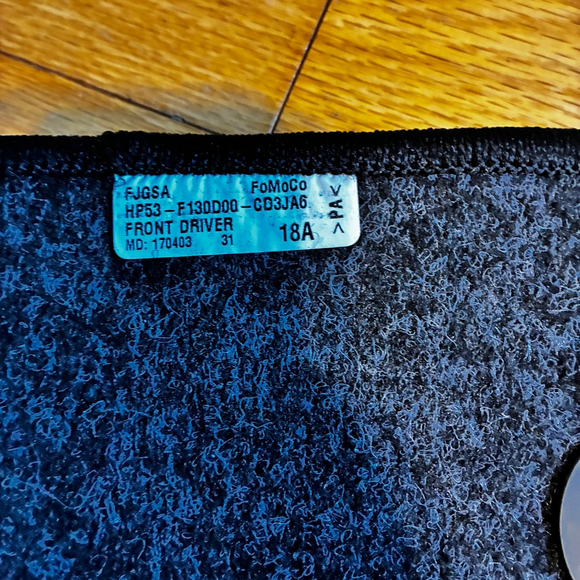 FJGSA FoMoCo
HP53-F130D00-CD3JA6
FRONT DRIVER
MD: 170403 31 18A
>PA<